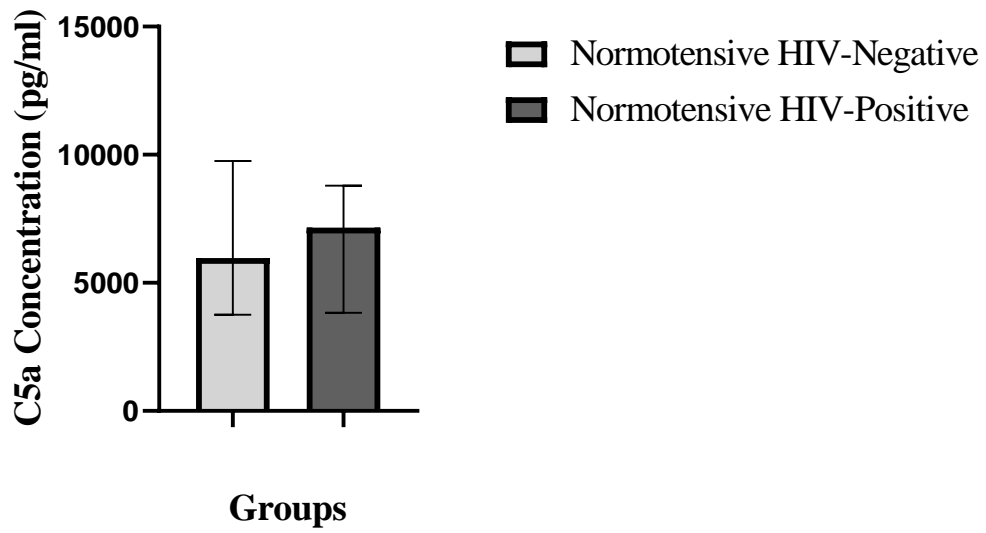 C5a Concentration (pg/ml)
15000
10000
5000
0
Groups
Normotensive HIV-Negative
Normotensive HIV-Positive